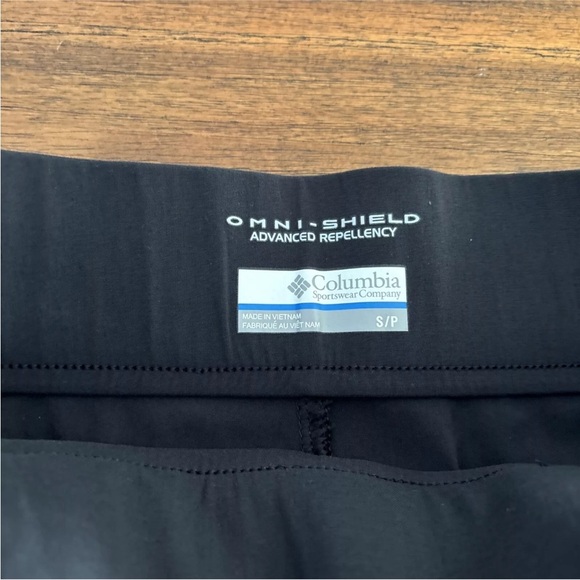 OMNI-SHIELD
ADVANCED REPELLENCY
Columbia
Sportswear Company
MADE IN VIETNAM
FABRIQUÉ AU VIÊT NAM
S/P